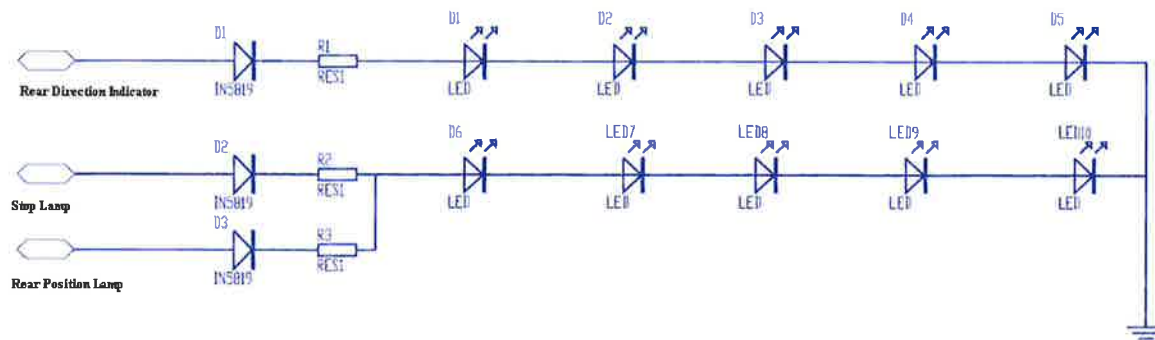 D1 D2 D3 D4 D5
D1
R1
RES1
IN5819
LED LED LED LED LED
Rear Direction Indicator
D6 LED7 LED8 LED9 LED10
D2
R2
RES1
IN5819
LED LED LED LED LED
Stop Lamp
D3
R3
RES1
IN5819
Rear Position Lamp